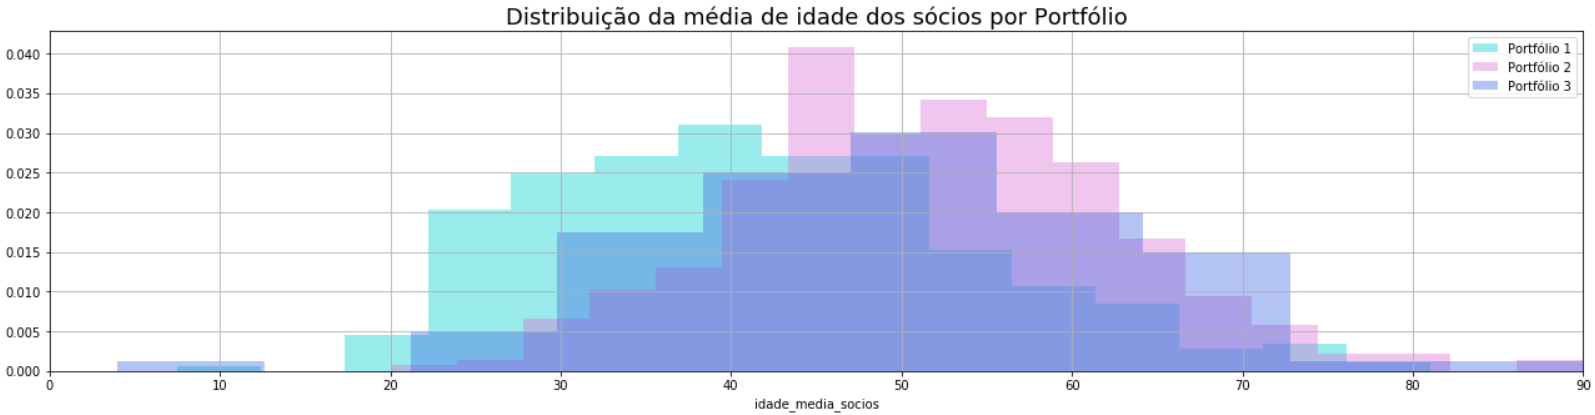 Distribuição da média de idade dos sócios por Portfólio
Portfólio 1
Portfólio 2
Portfólio 3
0.040
0.035
0.030
0.025
0.020
0.015
0.010
0.005
0.000
0 10 20 30 40 50 60 70 80 90
idade_media_socios